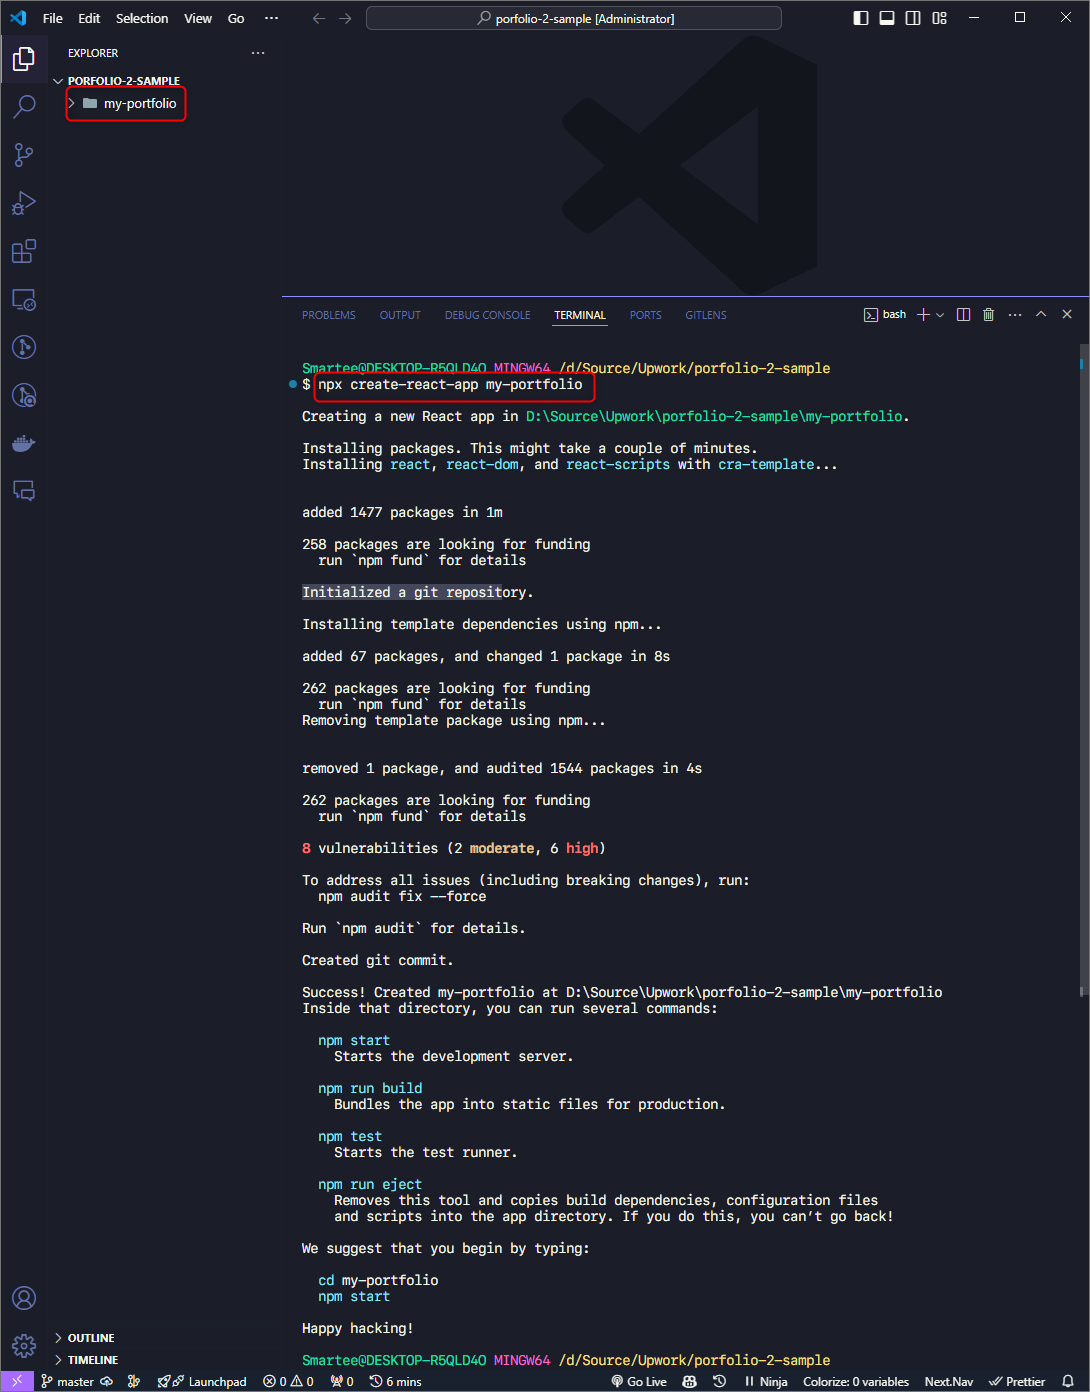 File Edit Selection View Go ··· porfolio-2-sample [Administrator]
EXPLORER ···
PORFOLIO-2-SAMPLE
my-portfolio
PROBLEMS OUTPUT DEBUG CONSOLE TERMINAL PORTS GITLENS bash ···
Smartee@DESKTOP-R5QLD4O MINGW64 /d/Source/Upwork/porfolio-2-sample
$ npx create-react-app my-portfolio
Creating a new React app in D:\Source\Upwork\porfolio-2-sample\my-portfolio.
Installing packages. This might take a couple of minutes.
Installing react, react-dom, and react-scripts with cra-template...
added 1477 packages in 1m
258 packages are looking for funding
run `npm fund` for details
Initialized a git repository.
Installing template dependencies using npm...
added 67 packages, and changed 1 package in 8s
262 packages are looking for funding
run `npm fund` for details
Removing template package using npm...
removed 1 package, and audited 1544 packages in 4s
262 packages are looking for funding
run `npm fund` for details
8 vulnerabilities (2 moderate, 6 high)
To address all issues (including breaking changes), run:
npm audit fix --force
Run `npm audit` for details.
Created git commit.
Success! Created my-portfolio at D:\Source\Upwork\porfolio-2-sample\my-portfolio
Inside that directory, you can run several commands:
npm start
Starts the development server.
npm run build
Bundles the app into static files for production.
npm test
Starts the test runner.
npm run eject
Removes this tool and copies build dependencies, configuration files
and scripts into the app directory. If you do this, you can’t go back!
We suggest that you begin by typing:
cd my-portfolio
npm start
Happy hacking!
Smartee@DESKTOP-R5QLD4O MINGW64 /d/Source/Upwork/porfolio-2-sample
OUTLINE
TIMELINE
master Launchpad 0 0 0 6 mins Go Live Ninja Colorize: 0 variables Next.Nav Prettier